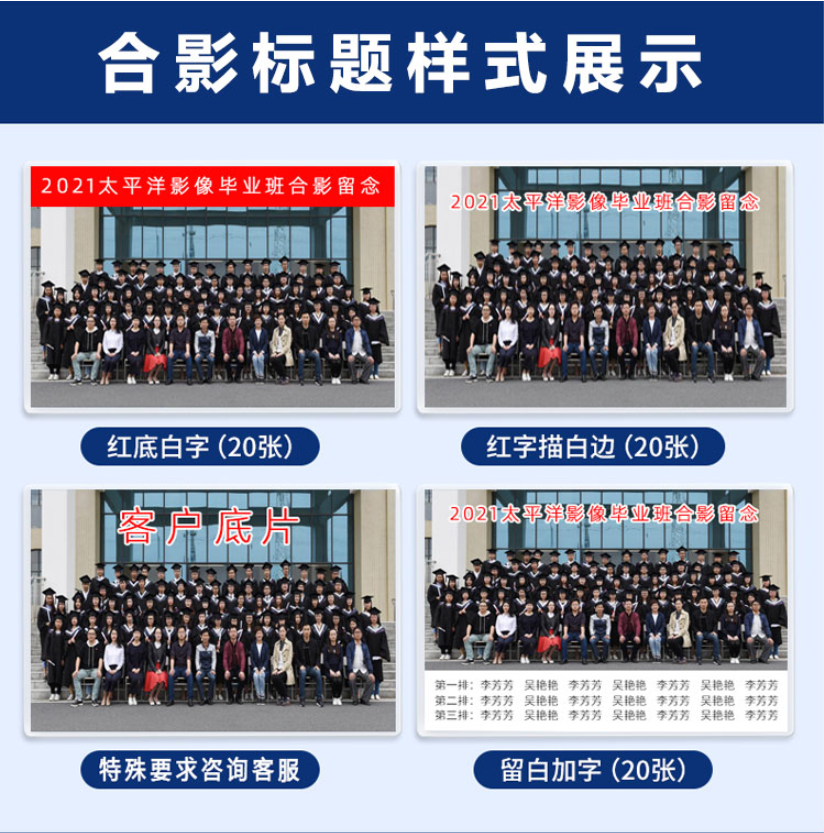 合影标题样式展示
2021太平洋影像毕业班合影留念
2021太平洋影像毕业班合影留念
红底白字（20张）
红字描白边（20张）
客户底片
2021太平洋影像毕业班合影留念
第一排：李芳芳 吴艳艳 李芳芳 吴艳艳 李芳芳 吴艳艳 李芳芳
第二排：李芳芳 吴艳艳 李芳芳 吴艳艳 李芳芳 吴艳艳 李芳芳
第三排：李芳芳 吴艳艳 李芳芳 吴艳艳 李芳芳 吴艳艳 李芳芳
特殊要求咨询客服
留白加字（20张）